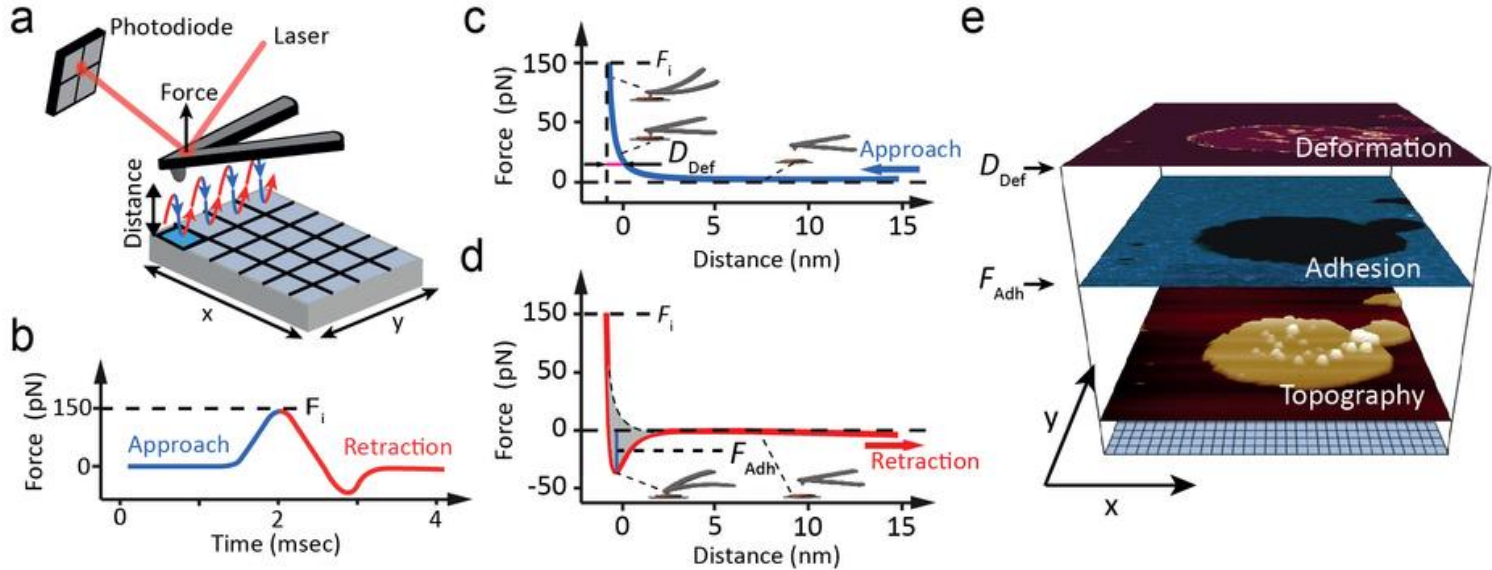 a
Photodiode
Laser
Force
Distance
x
y
b
Force (pN)
150
0
F i
Approach
Retraction
0
2
4
Time (msec)
c
Force (pN)
150
50
0
F i
D Def
Approach
0
5
10
15
Distance (nm)
d
Force (pN)
150
50
0
-50
F i
F Adh
Retraction
0
5
10
15
Distance (nm)
e
D Def
Deformation
F Adh
Adhesion
Topography
y
x